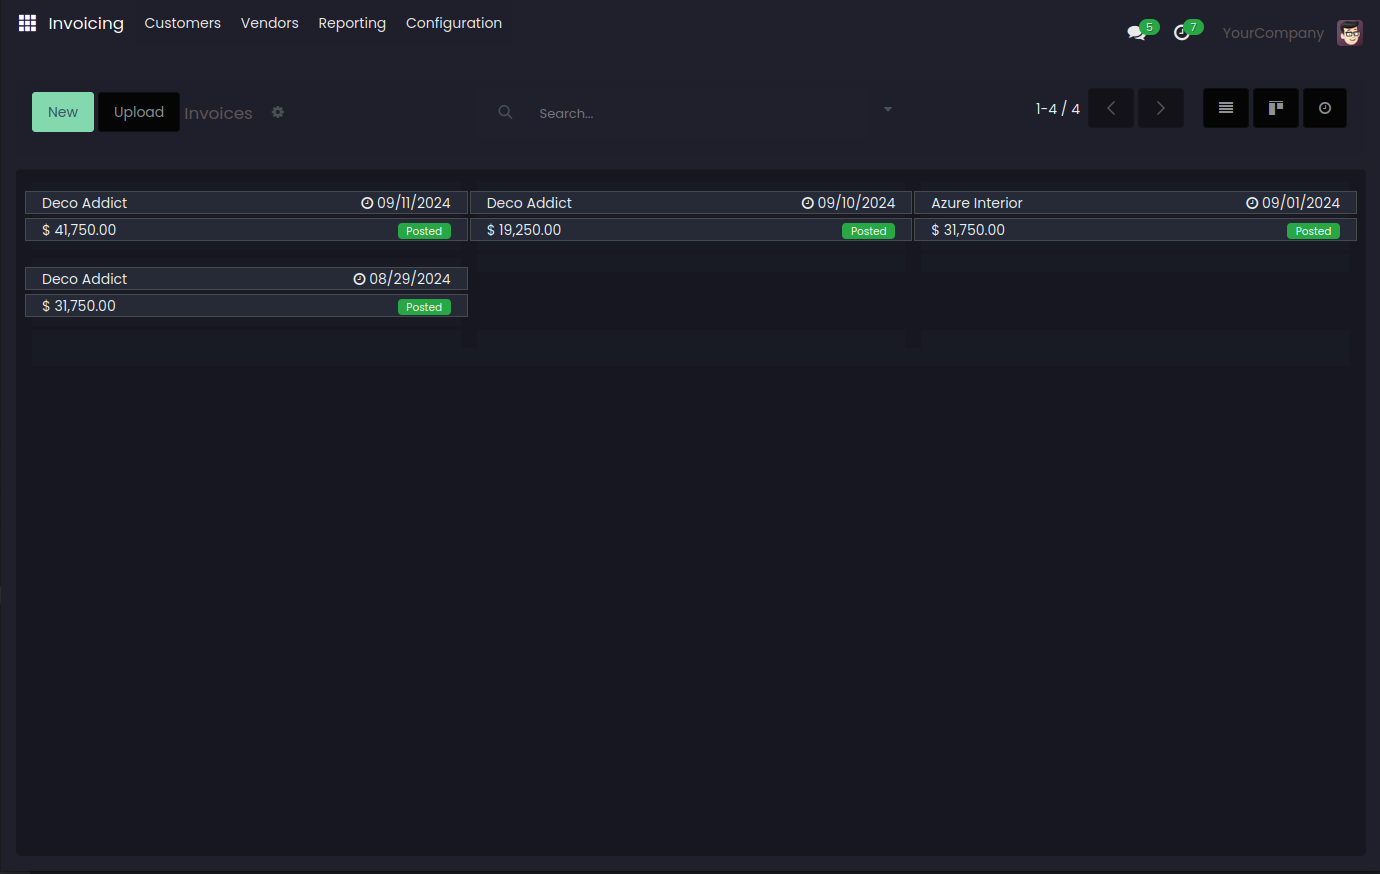 Invoicing Customers Vendors Reporting Configuration
5 7 YourCompany
New Upload Invoices Search... 1-4 / 4
Deco Addict 09/11/2024
$ 41,750.00 Posted
Deco Addict 09/10/2024
$ 19,250.00 Posted
Azure Interior 09/01/2024
$ 31,750.00 Posted
Deco Addict 08/29/2024
$ 31,750.00 Posted